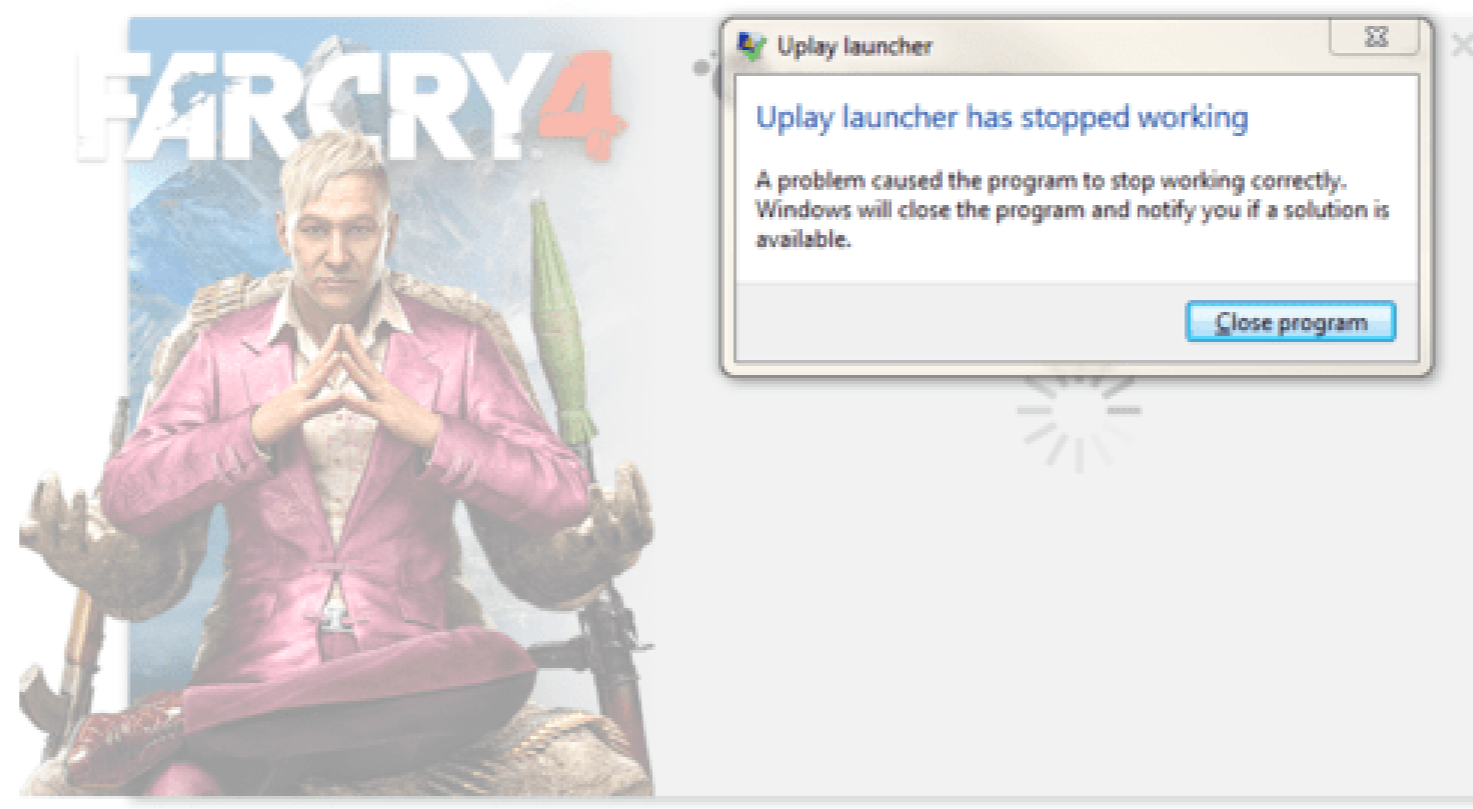 FARCRY4
Uplay launcher
Uplay launcher has stopped working
A problem caused the program to stop working correctly.
Windows will close the program and notify you if a solution is
available.
Close program